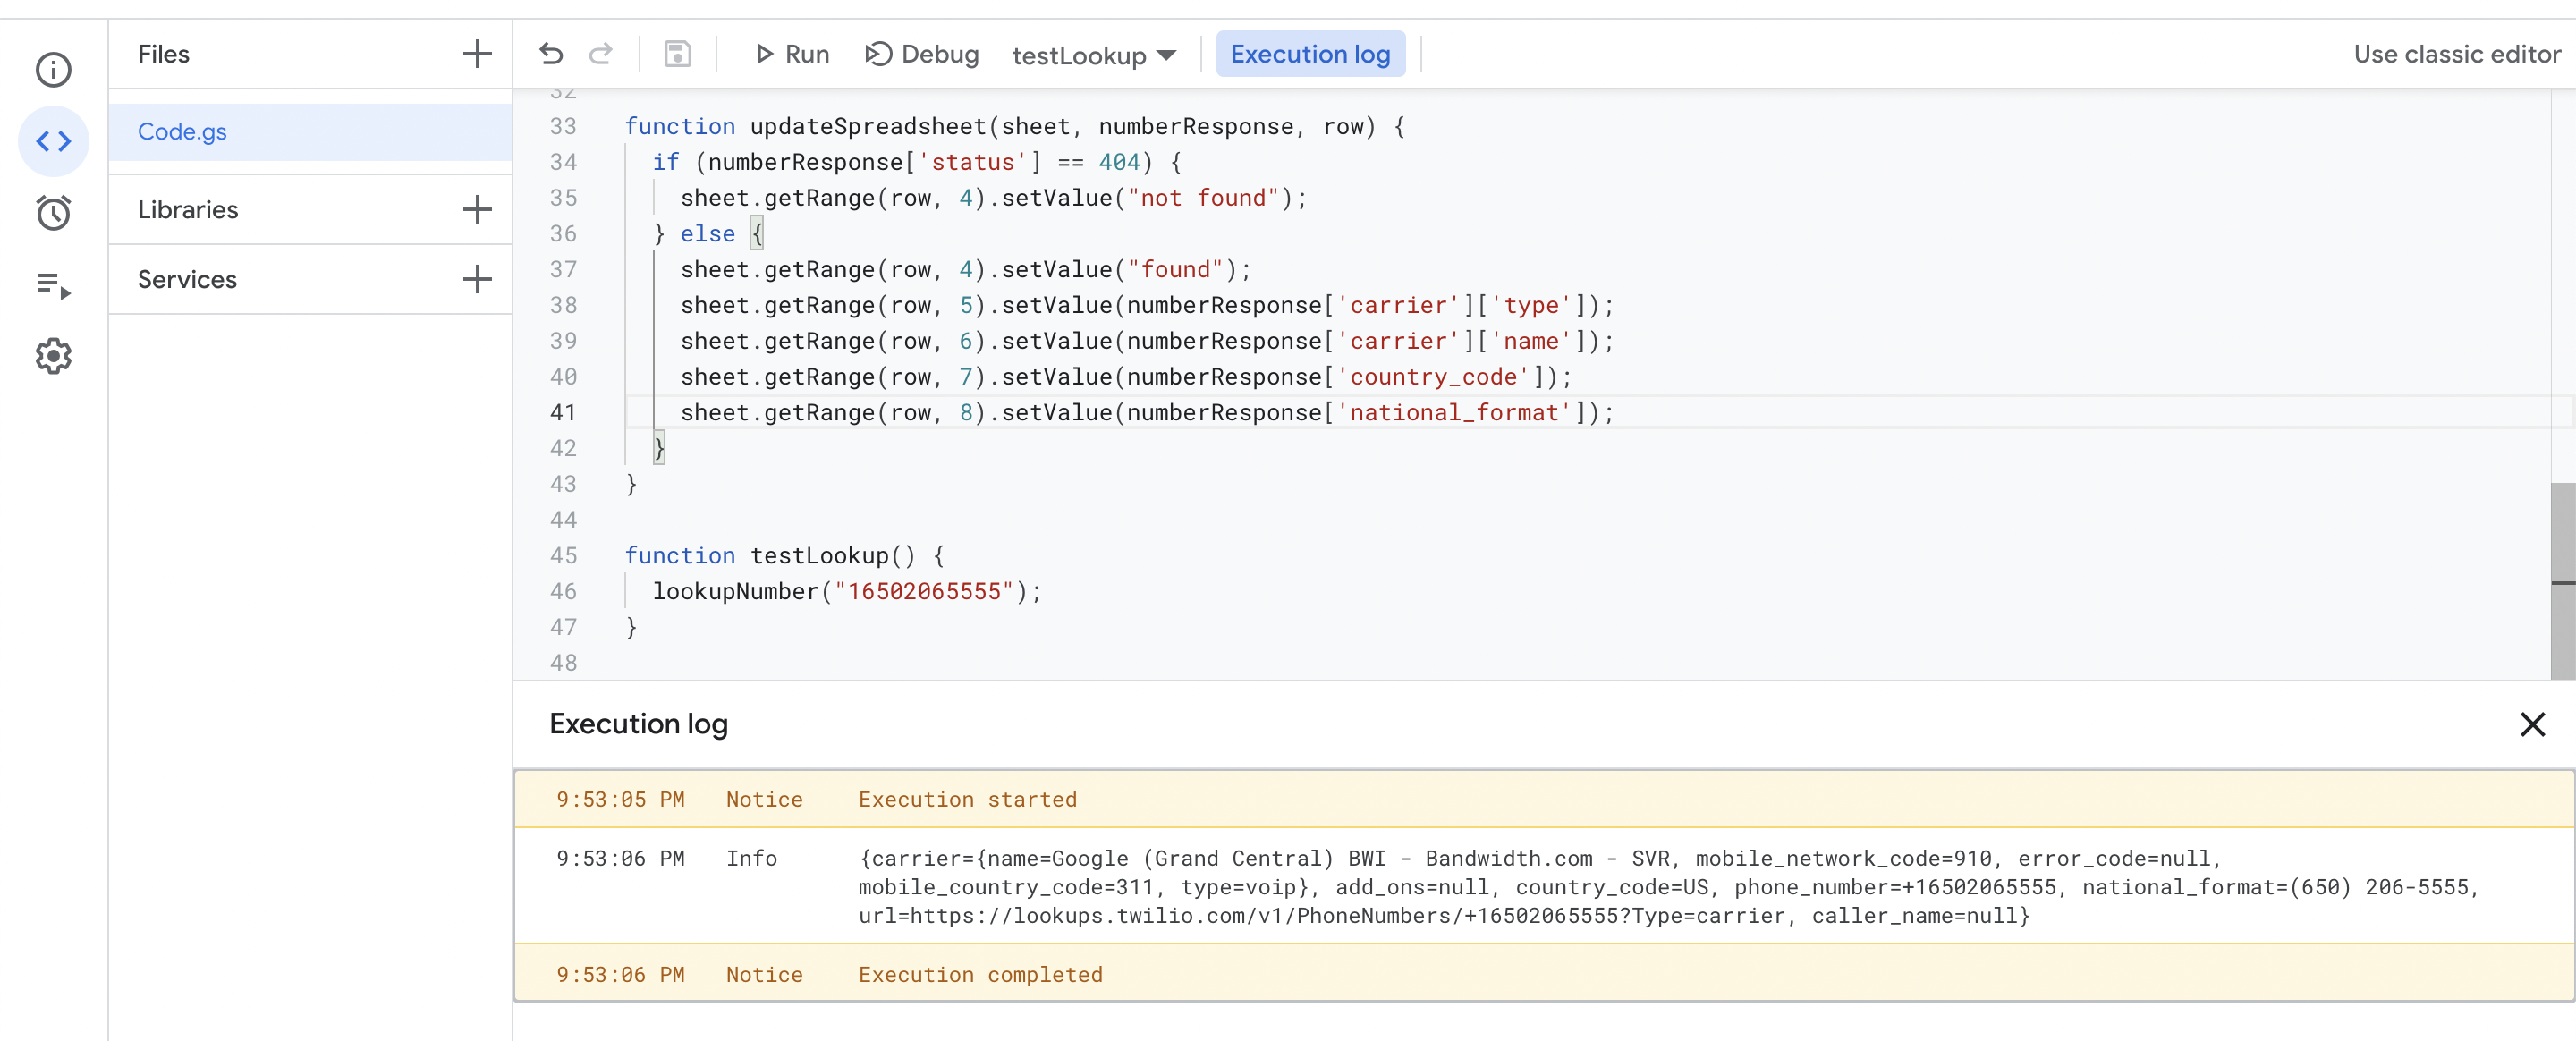 Files
Code.gs
Libraries
Services
Run Debug testLookup Execution log Use classic editor
32
33 function updateSpreadsheet(sheet, numberResponse, row) {
34 if (numberResponse['status'] == 404) {
35 sheet.getRange(row, 4).setValue("not found");
36 } else {
37 sheet.getRange(row, 4).setValue("found");
38 sheet.getRange(row, 5).setValue(numberResponse['carrier']['type']);
39 sheet.getRange(row, 6).setValue(numberResponse['carrier']['name']);
40 sheet.getRange(row, 7).setValue(numberResponse['country_code']);
41 sheet.getRange(row, 8).setValue(numberResponse['national_format']);
42 }
43 }
44
45 function testLookup() {
46 lookupNumber("16502065555");
47 }
48
Execution log
9:53:05 PM Notice Execution started
9:53:06 PM Info {carrier={name=Google (Grand Central) BWI - Bandwidth.com - SVR, mobile_network_code=910, error_code=null,
mobile_country_code=311, type=voip}, add_ons=null, country_code=US, phone_number=+16502065555, national_format=(650) 206-5555,
url=https://lookups.twilio.com/v1/PhoneNumbers/+16502065555?Type=carrier, caller_name=null}
9:53:06 PM Notice Execution completed